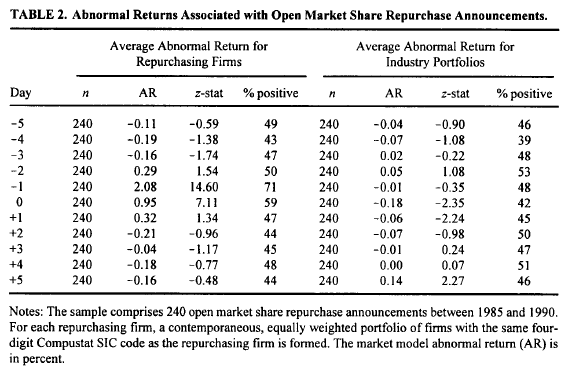 TABLE 2. Abnormal Returns Associated with Open Market Share Repurchase Announcements.
Average Abnormal Return for Average Abnormal Return for
Repurchasing Firms Industry Portfolios
Day n AR z-stat % positive n AR z-stat % positive
−5 240 −0.11 −0.59 49 240 −0.04 −0.90 46
−4 240 −0.19 −1.38 43 240 −0.07 −1.08 39
−3 240 −0.16 −1.74 47 240 0.02 −0.22 48
−2 240 0.29 1.54 50 240 0.05 1.08 53
−1 240 2.08 14.60 71 240 −0.01 −0.35 48
0 240 0.95 7.11 59 240 −0.18 −2.35 42
+1 240 0.32 1.34 47 240 −0.06 −2.24 45
+2 240 −0.21 −0.96 44 240 −0.07 −0.98 50
+3 240 −0.04 −1.17 45 240 −0.01 0.24 47
+4 240 −0.18 −0.77 48 240 0.00 0.07 51
+5 240 −0.16 −0.48 44 240 0.14 2.27 46
Notes: The sample comprises 240 open market share repurchase announcements between 1985 and 1990.
For each repurchasing firm, a contemporaneous, equally weighted portfolio of firms with the same four-
digit Compustat SIC code as the repurchasing firm is formed. The market model abnormal return (AR) is
in percent.